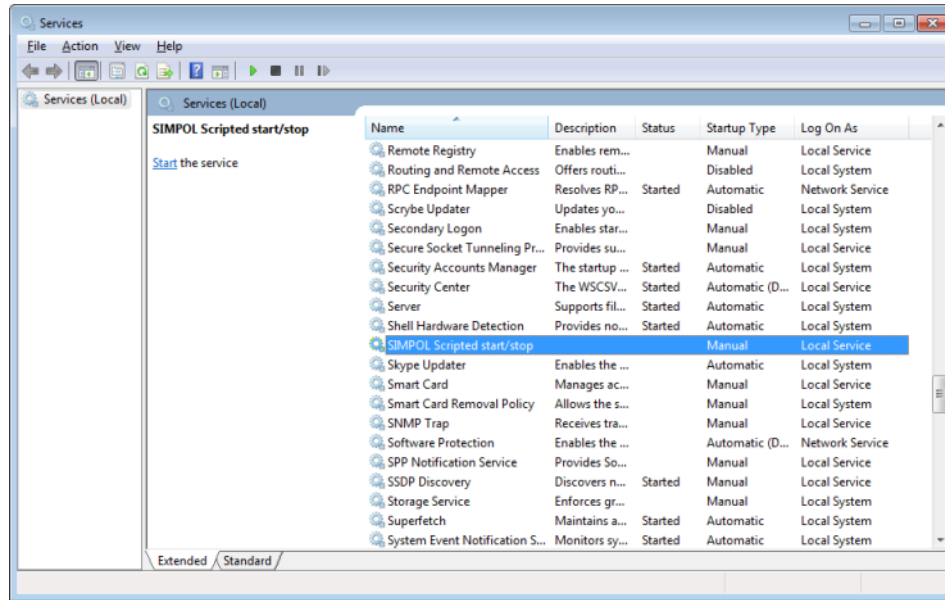 Services
File Action View Help
Services (Local)
Services (Local)
SIMPOL Scripted start/stop
Start the service
Name Description Status Startup Type Log On As
Remote Registry Enables rem... Manual Local Service
Routing and Remote Access Offers routi... Disabled Local System
RPC Endpoint Mapper Resolves RP... Started Automatic Network Service
Scrybe Updater Updates yo... Disabled Local System
Secondary Logon Enables star... Manual Local System
Secure Socket Tunneling Pr... Provides su... Manual Local Service
Security Accounts Manager The startup ... Started Automatic Local System
Security Center The WSCSV... Started Automatic (D... Local Service
Server Supports fil... Started Automatic Local System
Shell Hardware Detection Provides no... Started Automatic Local System
SIMPOL Scripted start/stop Manual Local Service
Skype Updater Enables the ... Automatic Local System
Smart Card Manages ac... Manual Local Service
Smart Card Removal Policy Allows the s... Manual Local System
SNMP Trap Receives tra... Manual Local Service
Software Protection Enables the ... Automatic (D... Network Service
SPP Notification Service Provides So... Manual Local Service
SSDP Discovery Discovers n... Started Manual Local Service
Storage Service Enforces gr... Manual Local System
Superfetch Maintains a... Started Automatic Local System
System Event Notification S... Monitors sy... Started Automatic Local System
Extended Standard